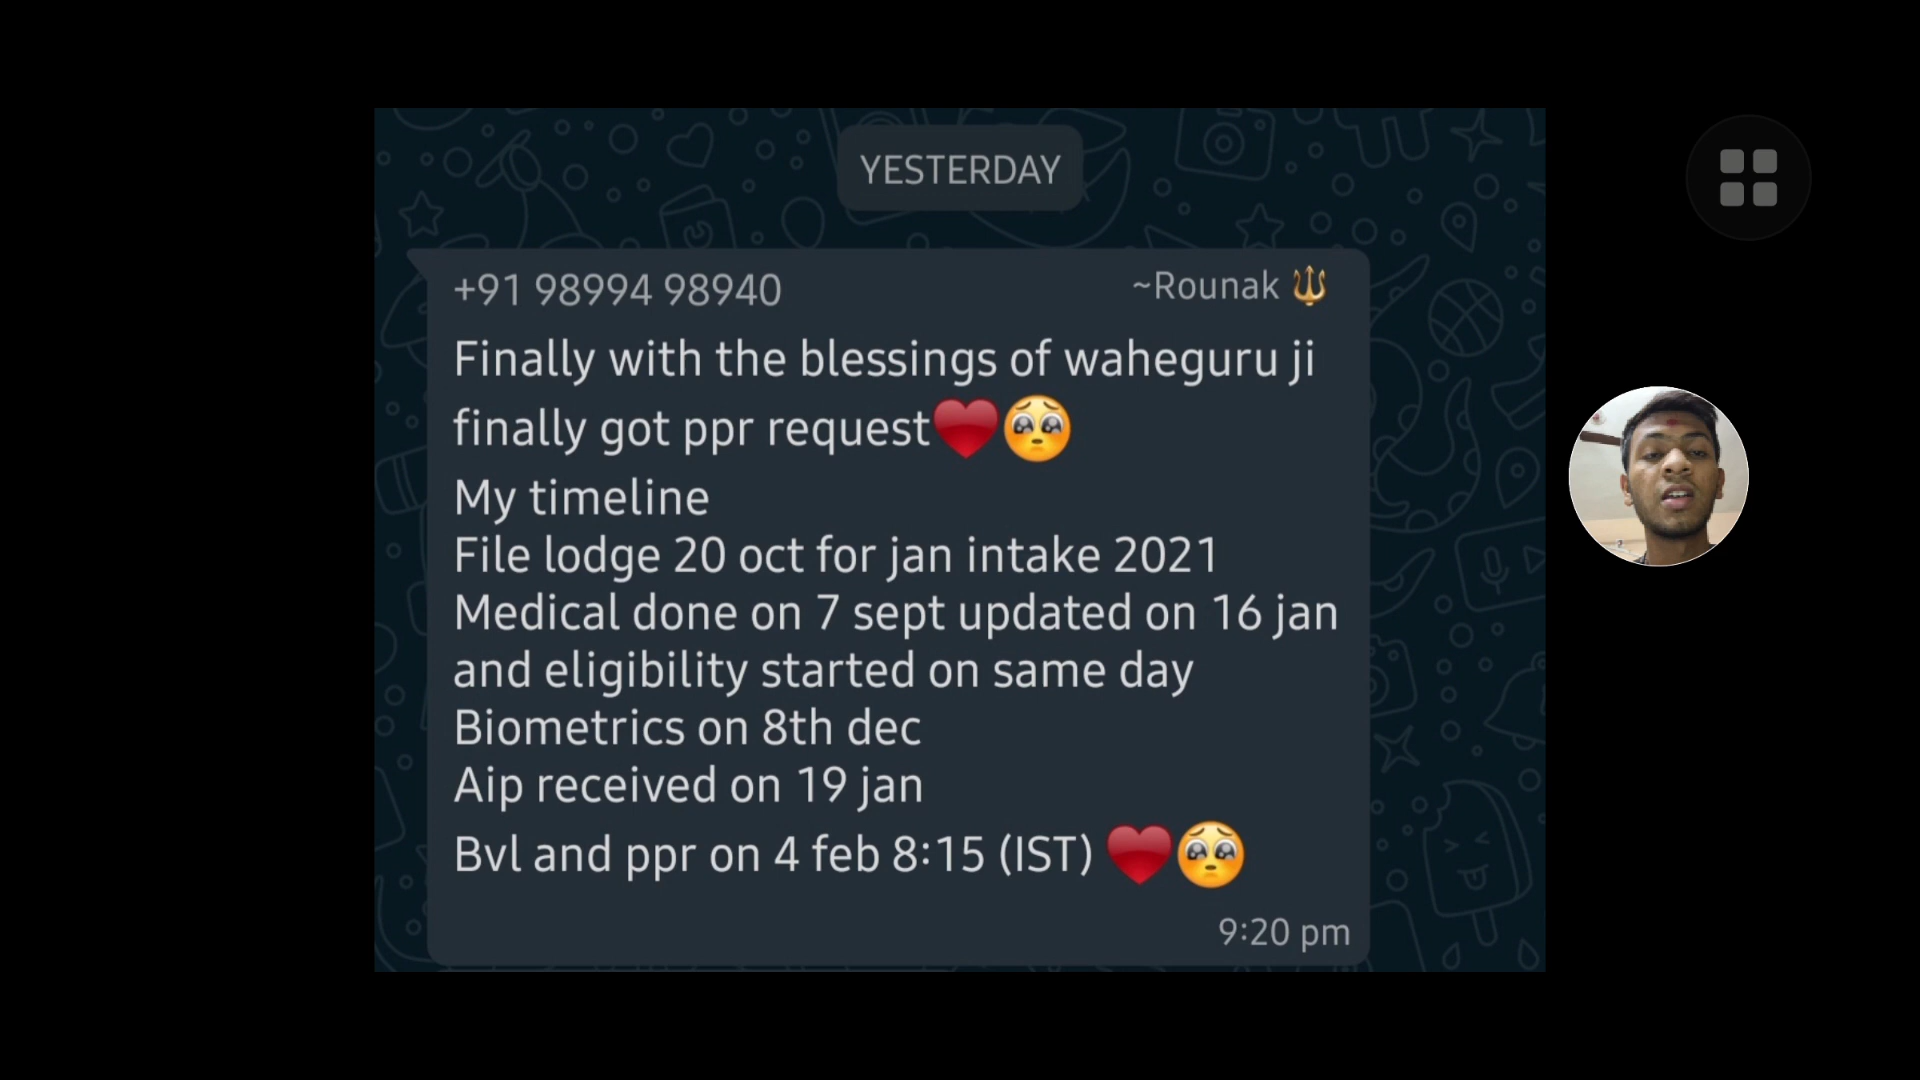 YESTERDAY
+91 98994 98940 ~Rounak 🔱
Finally with the blessings of waheguru ji
finally got ppr request❤️🥺
My timeline
File lodge 20 oct for jan intake 2021
Medical done on 7 sept updated on 16 jan
and eligibility started on same day
Biometrics on 8th dec
Aip received on 19 jan
Bvl and ppr on 4 feb 8:15 (IST) ❤️🥺
9:20 pm